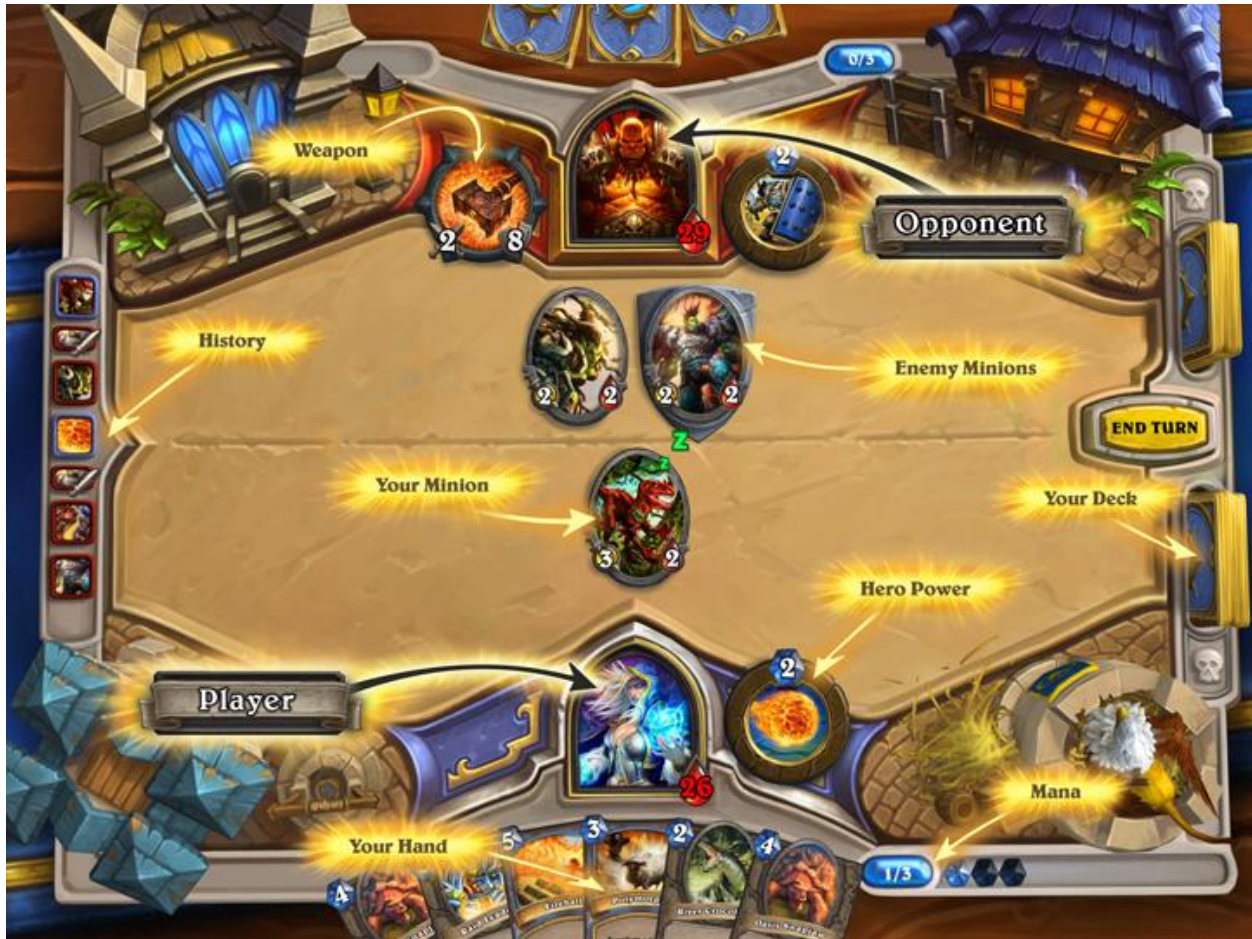 0/3
Weapon
2
Opponent
2 8
29
History
Enemy Minions
2 2
2 2
END TURN
Z
z
Your Minion
Your Deck
3 2
Hero Power
2
Player
26
Mana
Your Hand
1/3
4
5
3
2
4